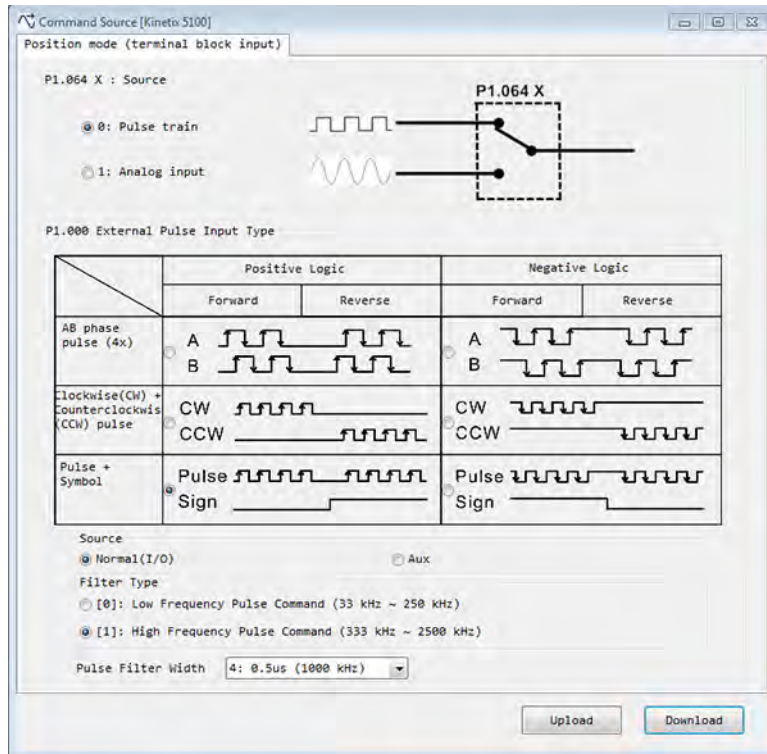 Command Source [Kinetix 5100]
Position mode (terminal block input)
P1.064 X : Source
P1.064 X
0: Pulse train
1: Analog input
P1.000 External Pulse Input Type
Positive Logic Negative Logic
Forward Reverse Forward Reverse
AB phase
pulse (4x)
A A
B B
Clockwise(CW) +
Counterclockwis
(CCW) pulse
CW CW
CCW CCW
Pulse +
Symbol
Pulse Pulse
Sign Sign
Source
Normal(I/O) Aux
Filter Type
[0]: Low Frequency Pulse Command (33 kHz ~ 250 kHz)
[1]: High Frequency Pulse Command (333 kHz ~ 2500 kHz)
Pulse Filter Width 4: 0.5us (1000 kHz)
Upload Download